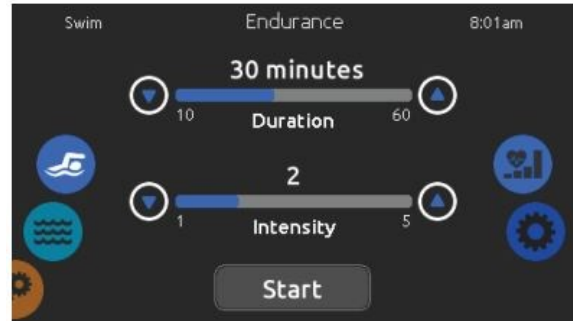 Swim Endurance 8:01am
30 minutes
10 Duration 60
2
1 Intensity 5
Start